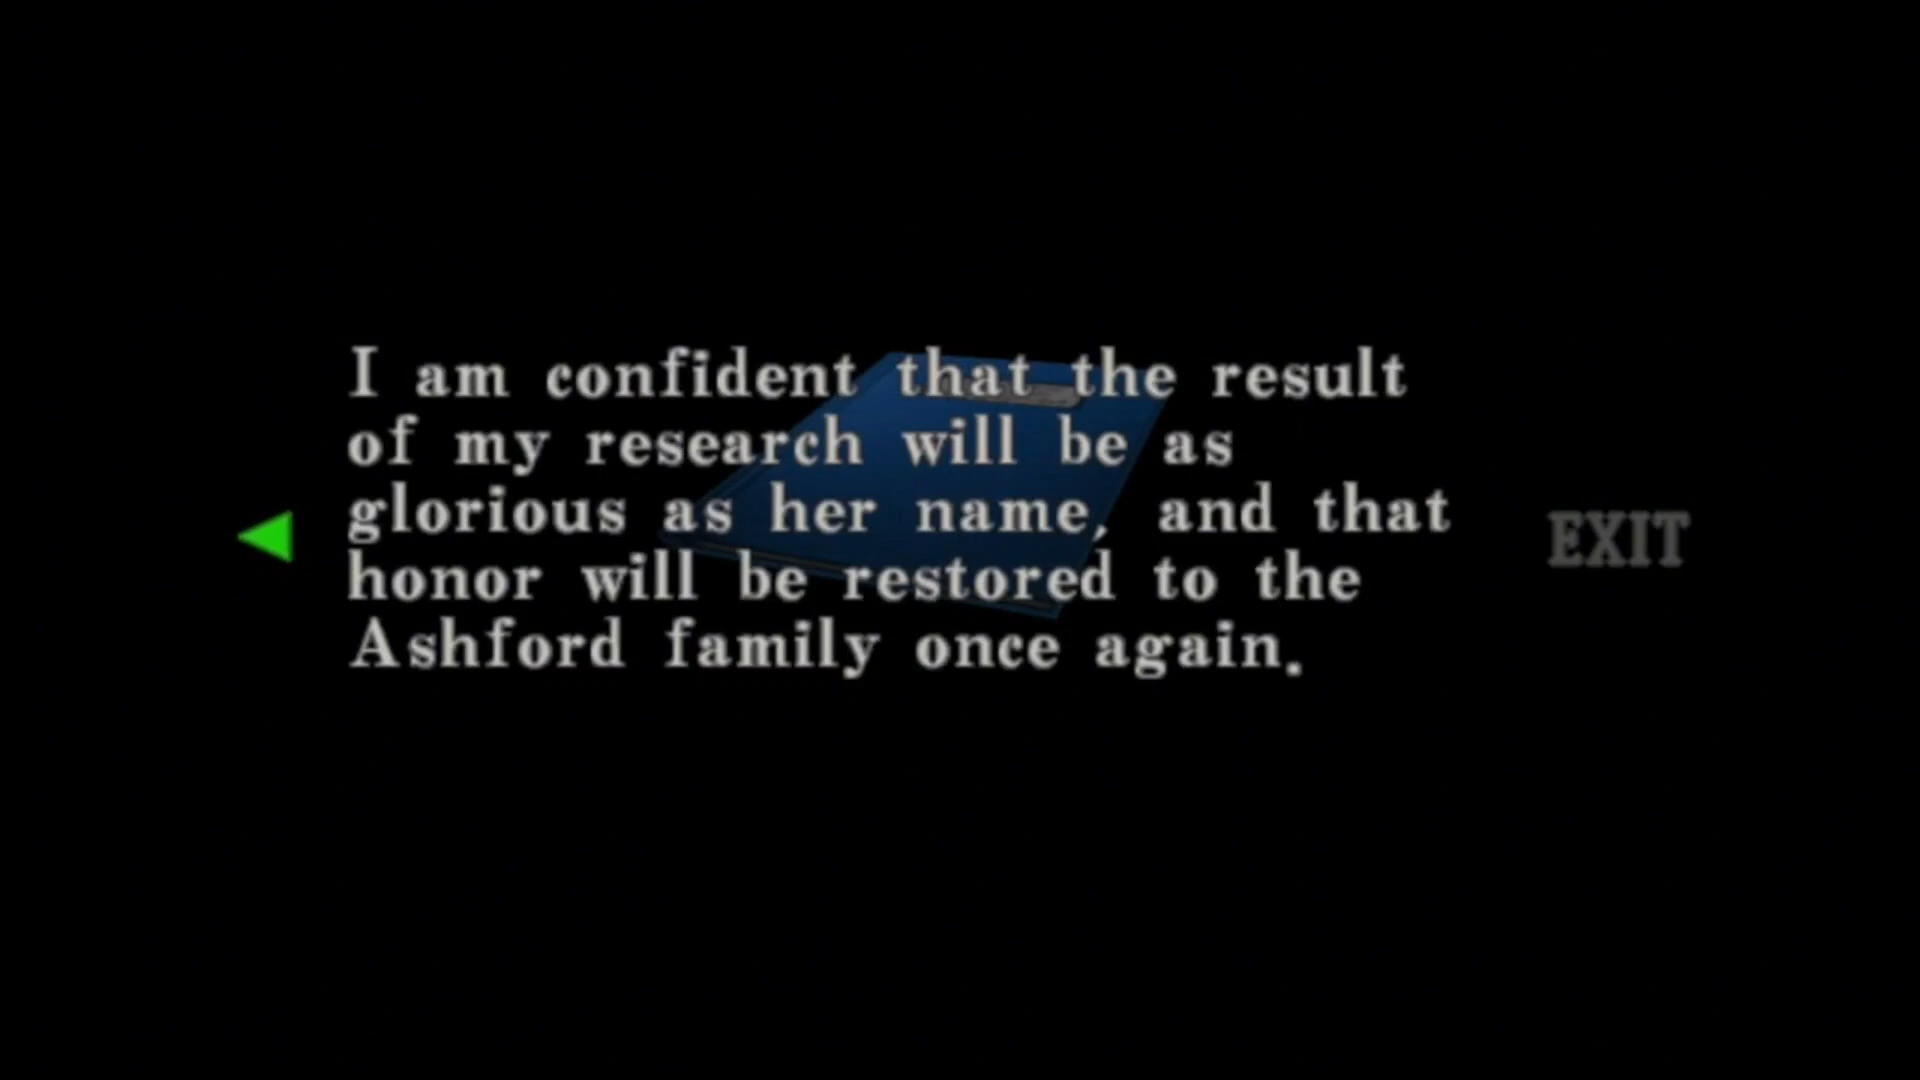 I am confident that the result
of my research will be as
glorious as her name, and that
honor will be restored to the
Ashford family once again.
EXIT